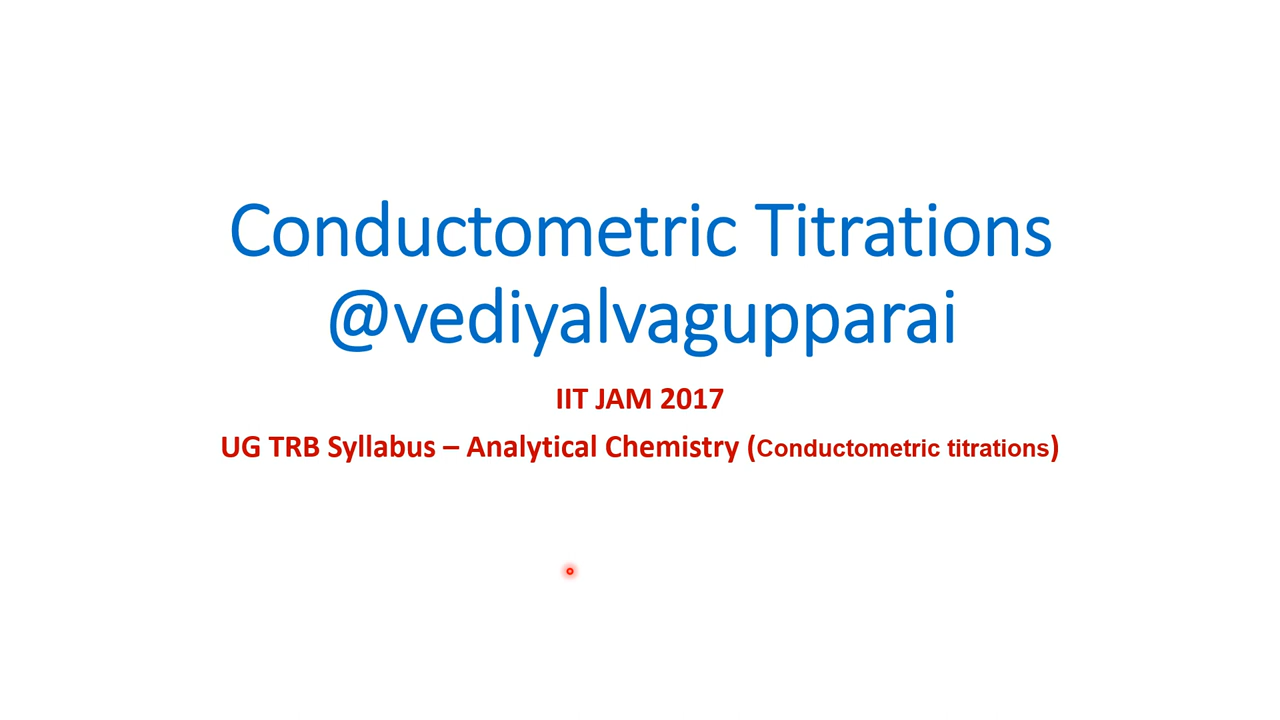 Conductometric Titrations
@vediyalvagupparai
IIT JAM 2017
UG TRB Syllabus – Analytical Chemistry (Conductometric titrations)